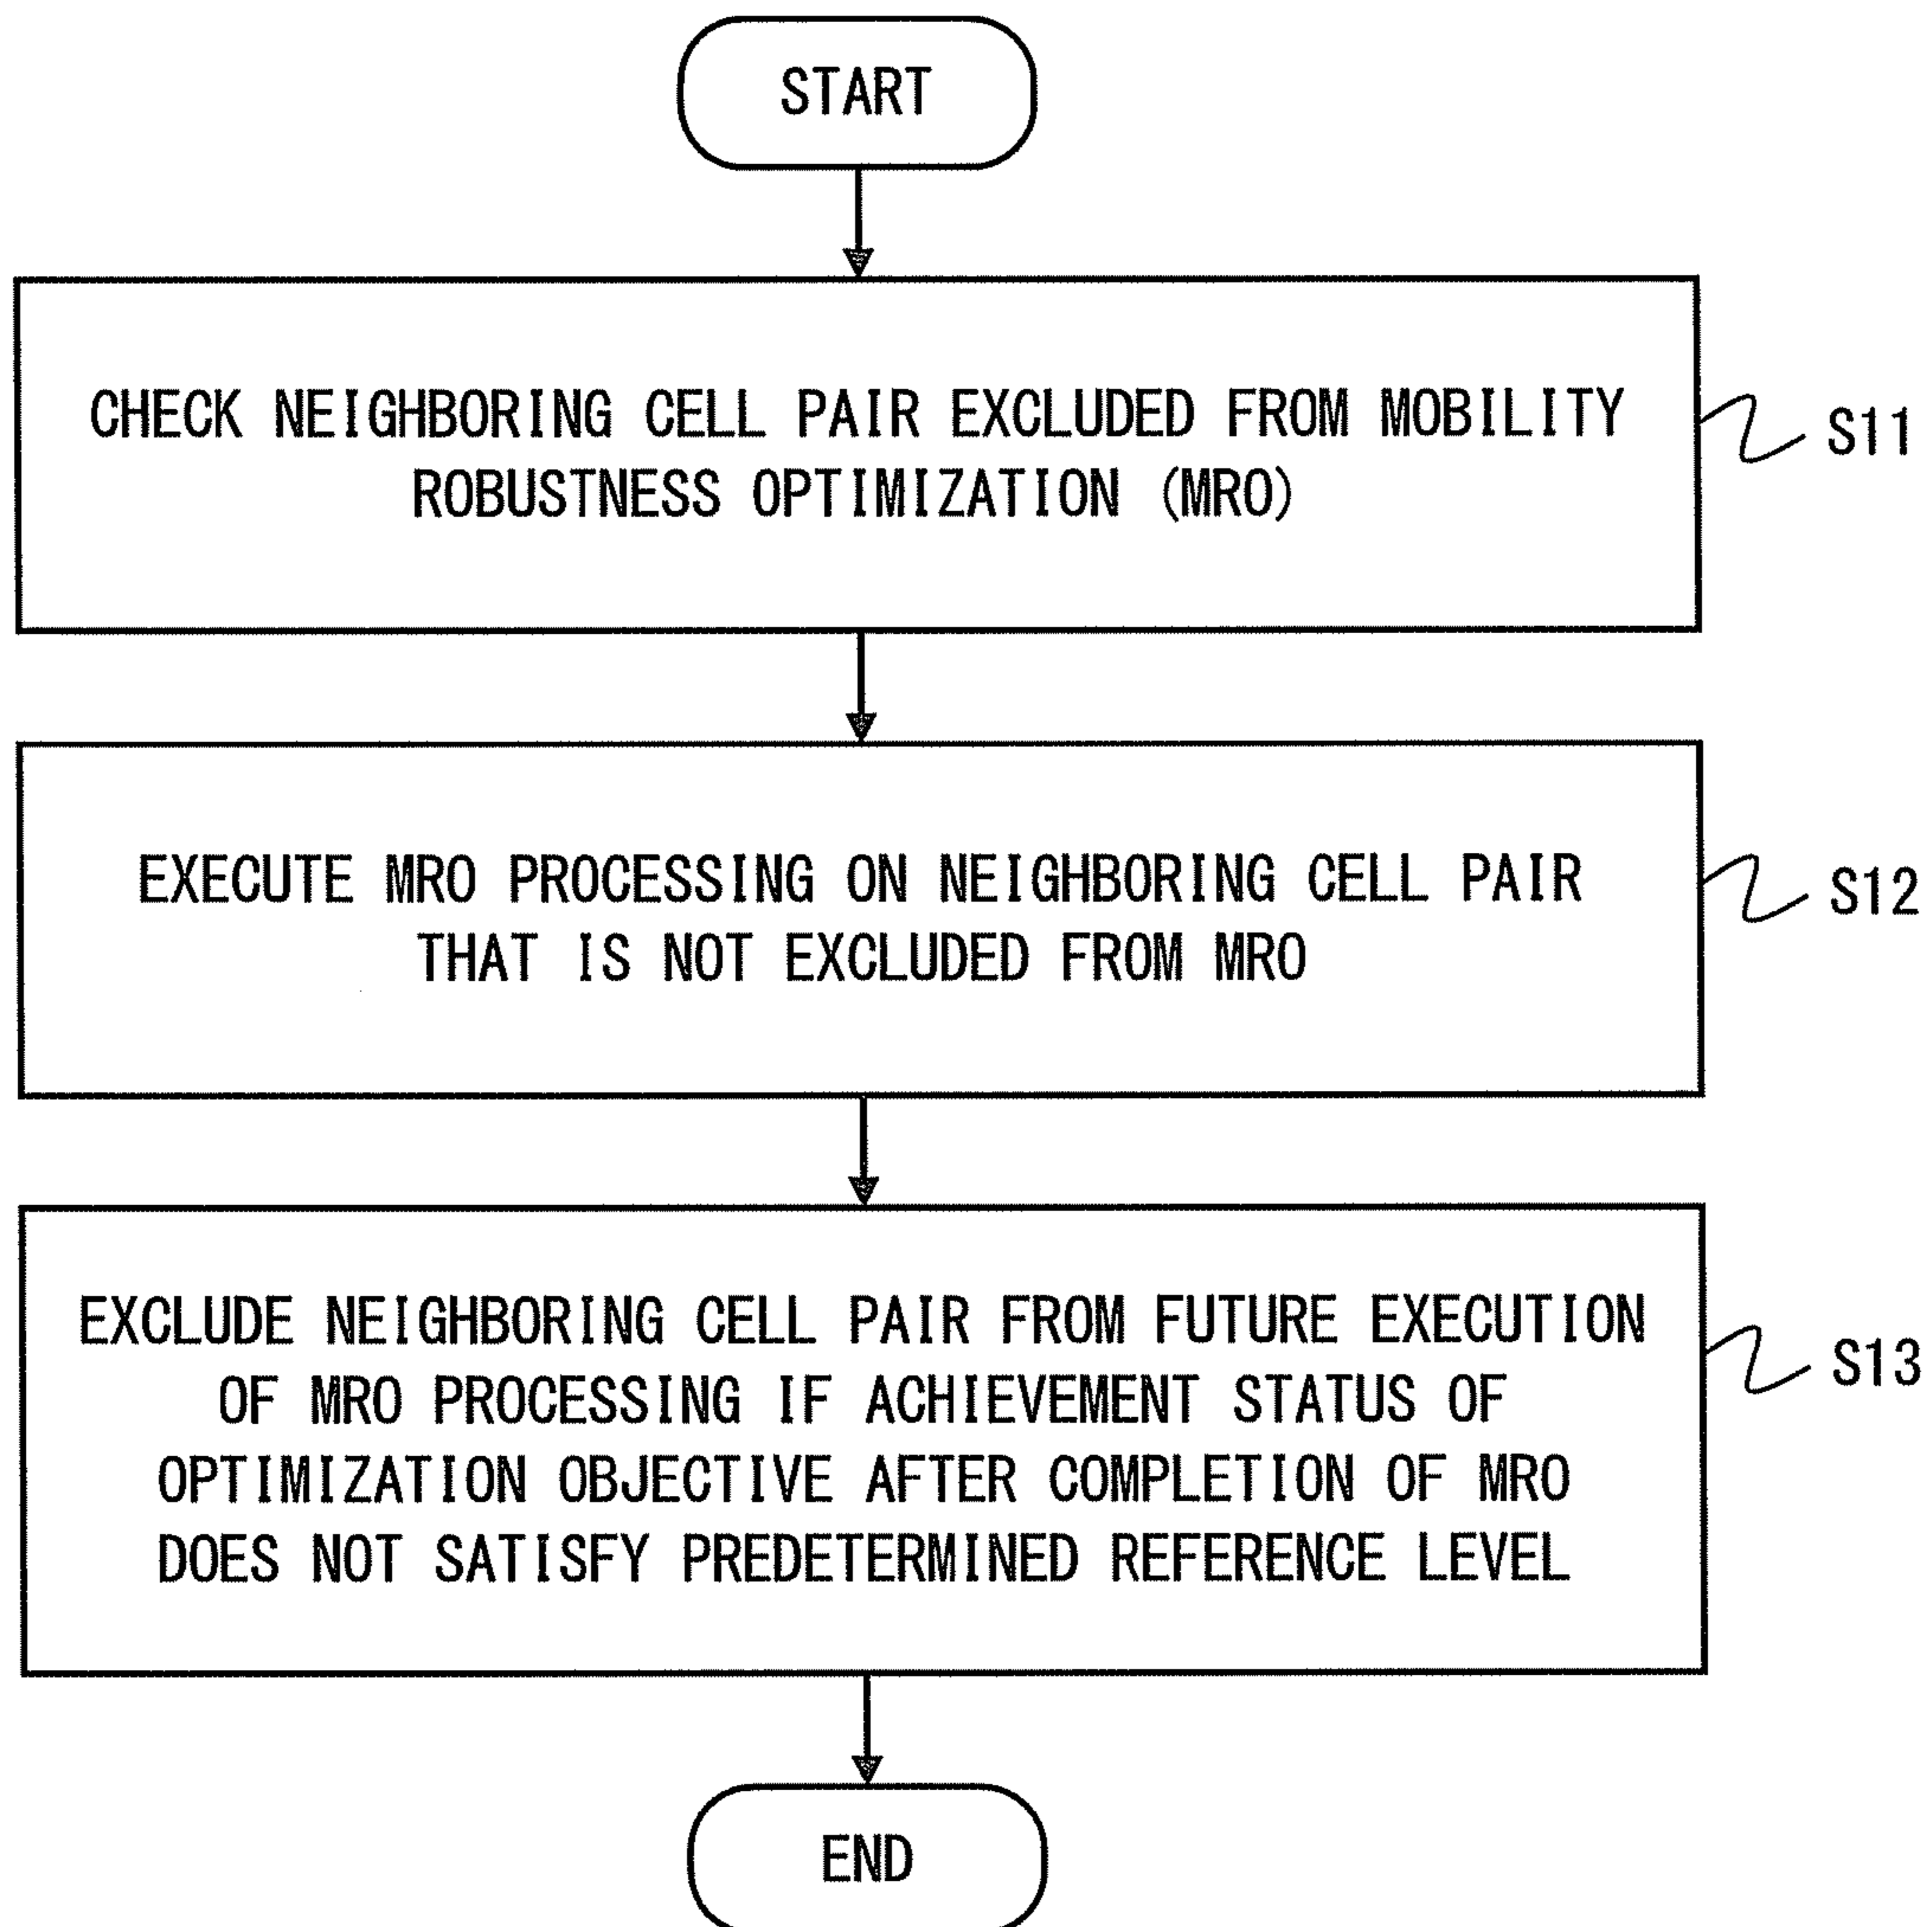 START
CHECK NEIGHBORING CELL PAIR EXCLUDED FROM MOBILITY
ROBUSTNESS OPTIMIZATION (MRO)
S11
EXECUTE MRO PROCESSING ON NEIGHBORING CELL PAIR
THAT IS NOT EXCLUDED FROM MRO
S12
EXCLUDE NEIGHBORING CELL PAIR FROM FUTURE EXECUTION
OF MRO PROCESSING IF ACHIEVEMENT STATUS OF
OPTIMIZATION OBJECTIVE AFTER COMPLETION OF MRO
DOES NOT SATISFY PREDETERMINED REFERENCE LEVEL
S13
END